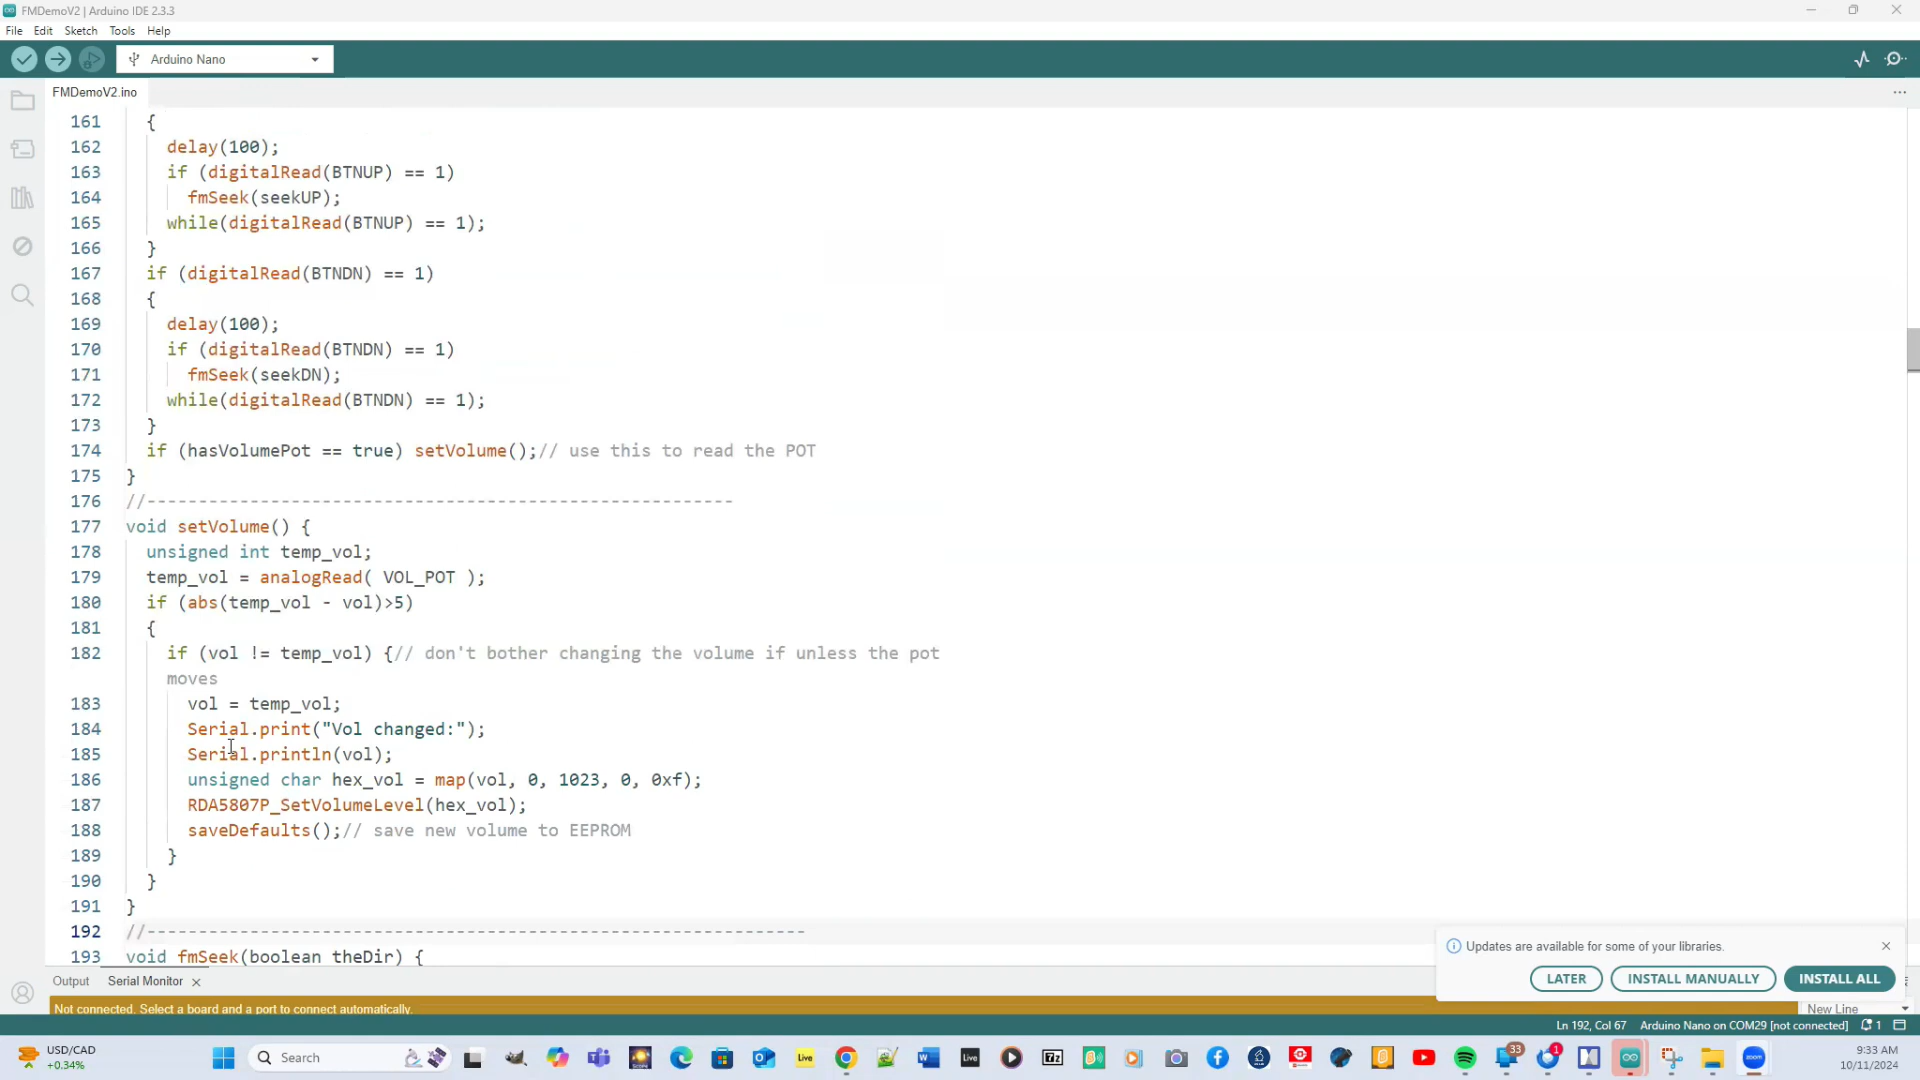 FMDemoV2 | Arduino IDE 2.3.3
File Edit Sketch Tools Help
Arduino Nano
FMDemoV2.ino
161 {
162 delay(100);
163 if (digitalRead(BTNUP) == 1)
164 fmSeek(seekUP);
165 while(digitalRead(BTNUP) == 1);
166 }
167 if (digitalRead(BTNDN) == 1)
168 {
169 delay(100);
170 if (digitalRead(BTNDN) == 1)
171 fmSeek(seekDN);
172 while(digitalRead(BTNDN) == 1);
173 }
174 if (hasVolumePot == true) setVolume();// use this to read the POT
175 }
176 //---------------------------------------------------------
177 void setVolume() {
178 unsigned int temp_vol;
179 temp_vol = analogRead( VOL_POT );
180 if (abs(temp_vol - vol)>5)
181 {
182 if (vol != temp_vol) {// don't bother changing the volume if unless the pot
moves
183 vol = temp_vol;
184 Serial.print("Vol changed:");
185 Serial.println(vol);
186 unsigned char hex_vol = map(vol, 0, 1023, 0, 0xf);
187 RDA5807P_SetVolumeLevel(hex_vol);
188 saveDefaults();// save new volume to EEPROM
189 }
190 }
191 }
192 //----------------------------------------------------------------
193 void fmSeek(boolean theDir) {
Updates are available for some of your libraries.
LATER INSTALL MANUALLY INSTALL ALL
Output Serial Monitor
Not connected. Select a board and a port to connect automatically.
New Line
Ln 192, Col 67 Arduino Nano on COM29 [not connected] 1
USD/CAD
+0.34%
Search
SCOPE
Live
Live
7z
33
1
zoom
9:33 AM
10/11/2024